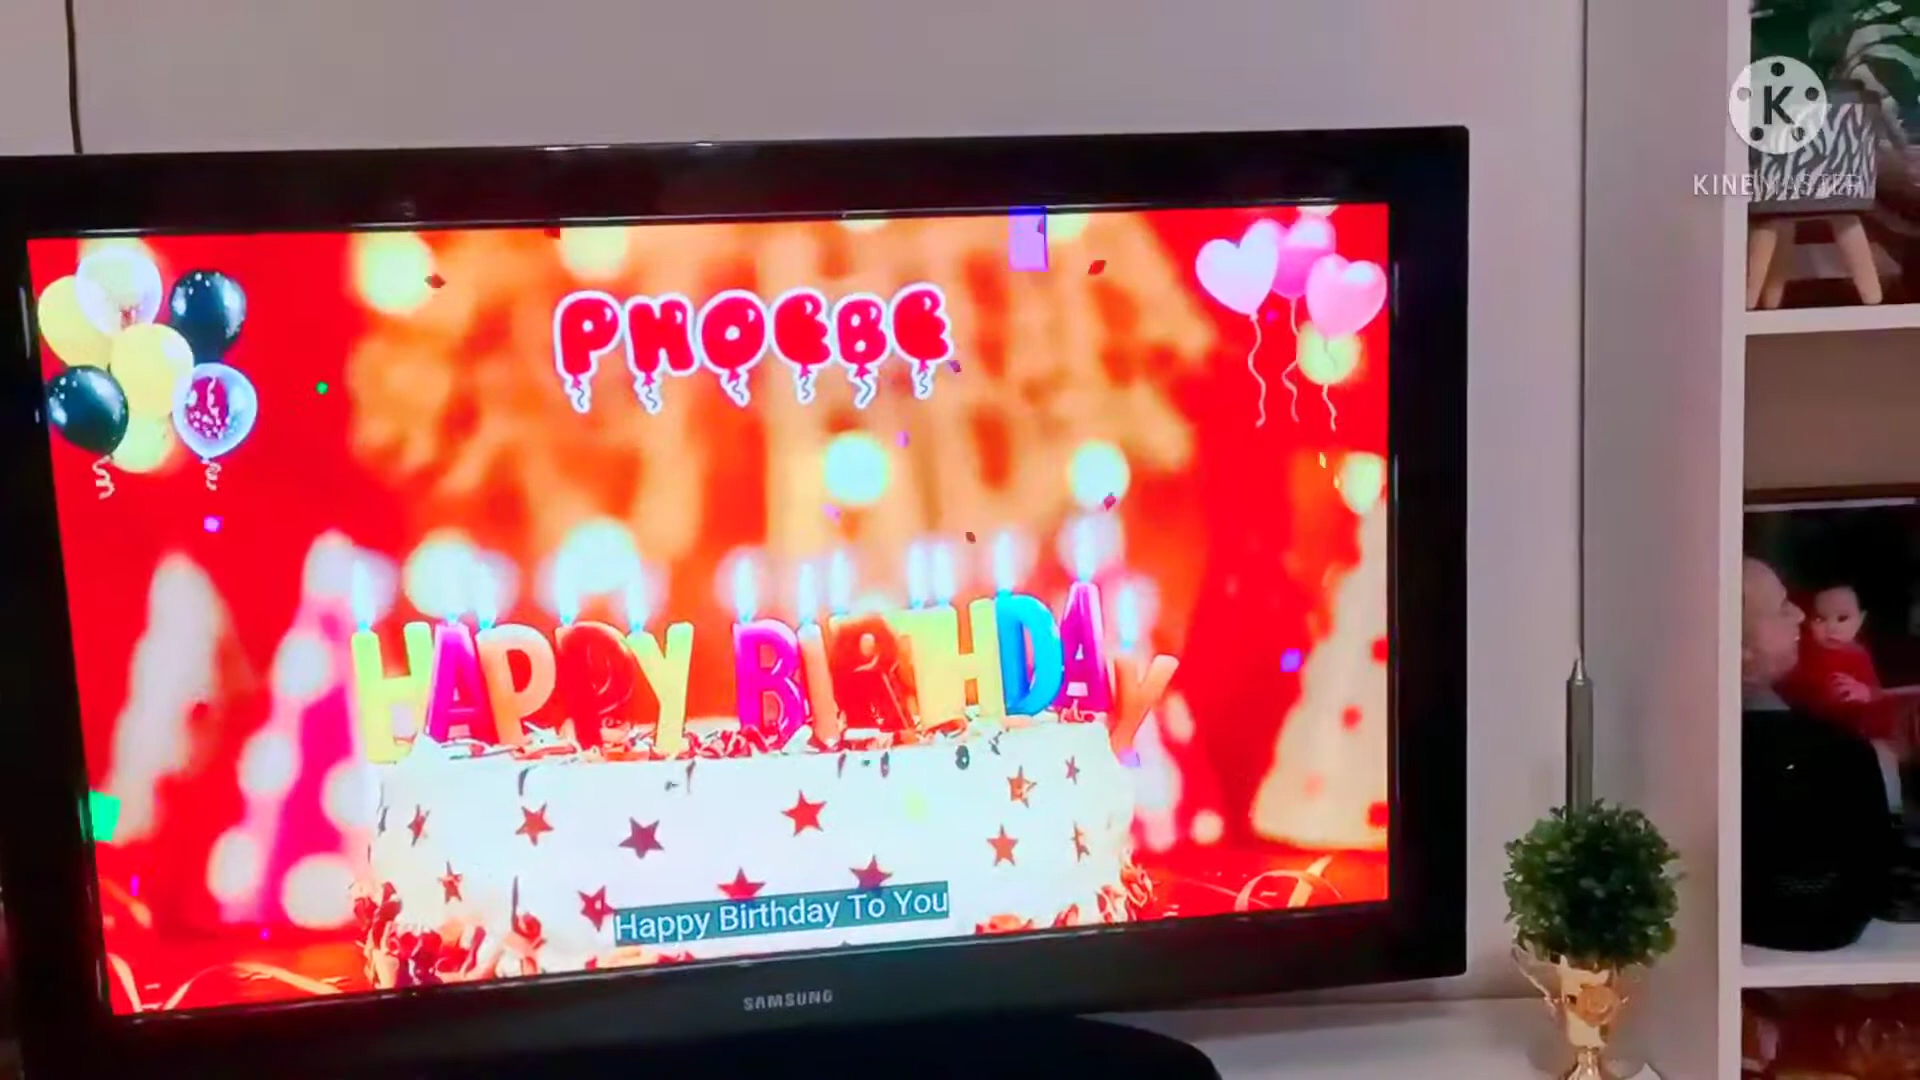 K
KINEMASTER
PHOEBE
HAPPY BIRTHDAY
Happy Birthday To You
SAMSUNG